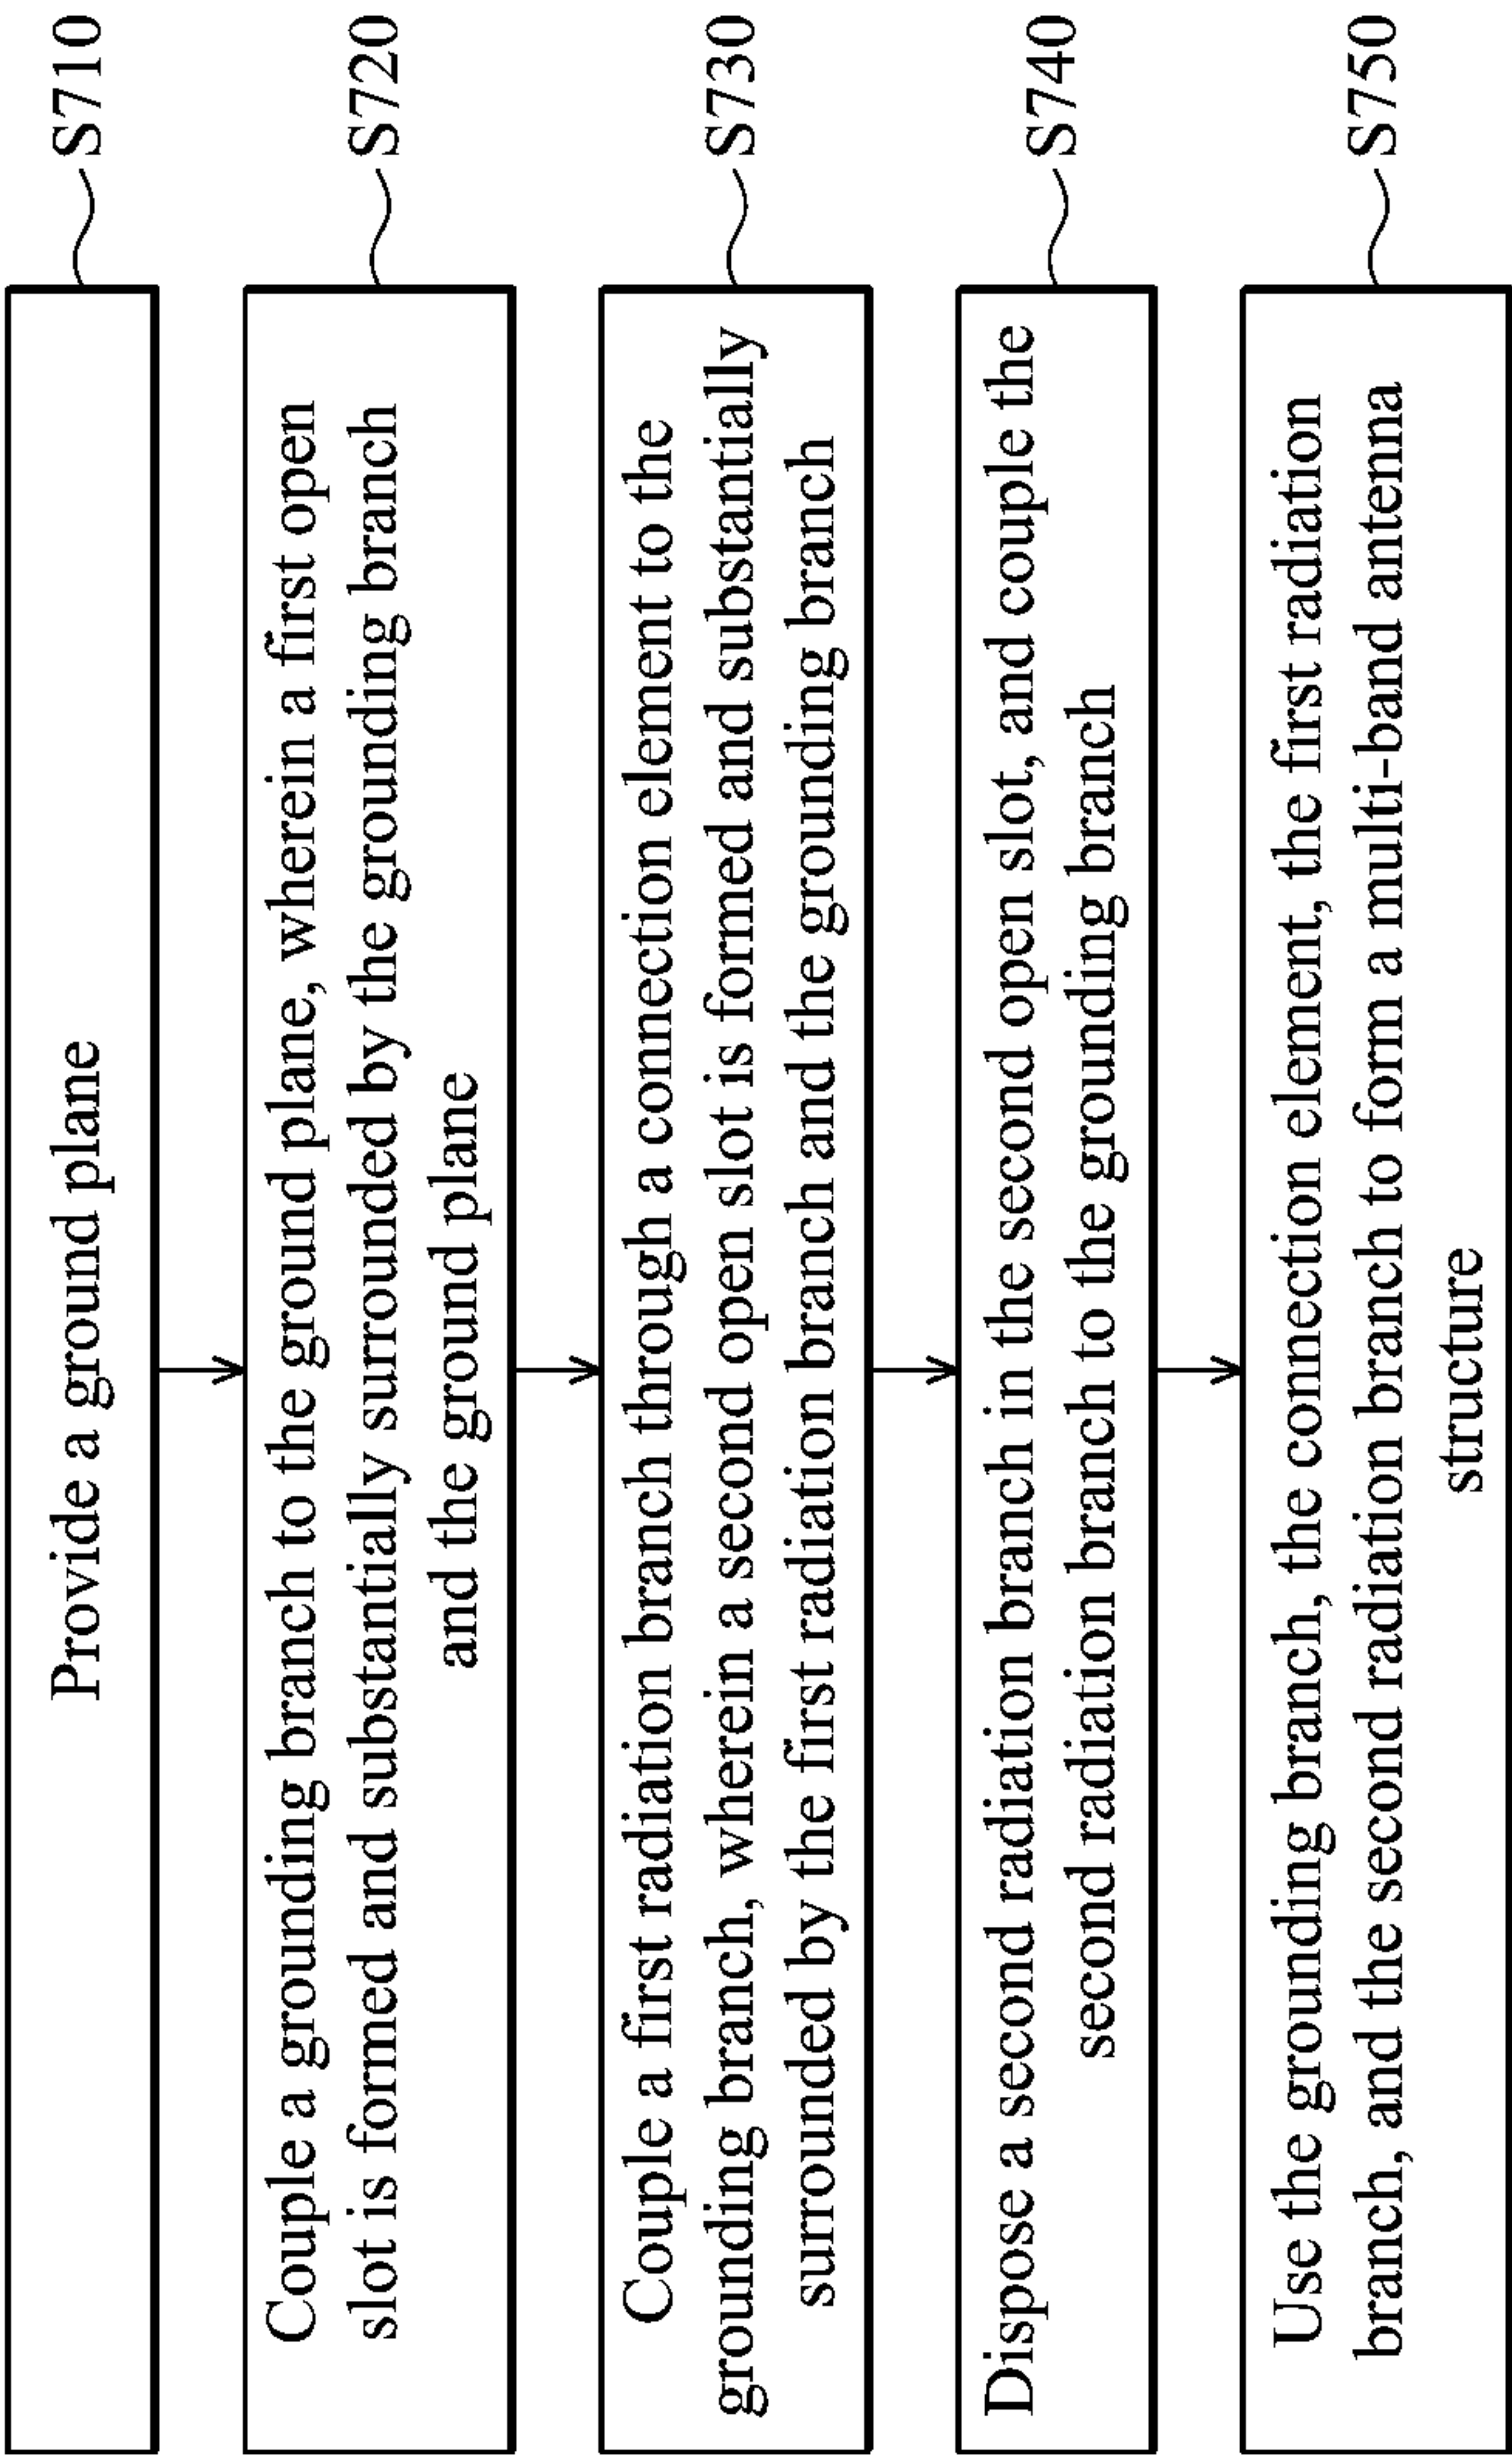 Provide a ground plane
S710
Couple a grounding branch to the ground plane, wherein a first open
slot is formed and substantially surrounded by the grounding branch
and the ground plane
S720
Couple a first radiation branch through a connection element to the
grounding branch, wherein a second open slot is formed and substantially
surrounded by the first radiation branch and the grounding branch
S730
Dispose a second radiation branch in the second open slot, and couple the
second radiation branch to the grounding branch
S740
Use the grounding branch, the connection element, the first radiation
branch, and the second radiation branch to form a multi-band antenna
structure
S750